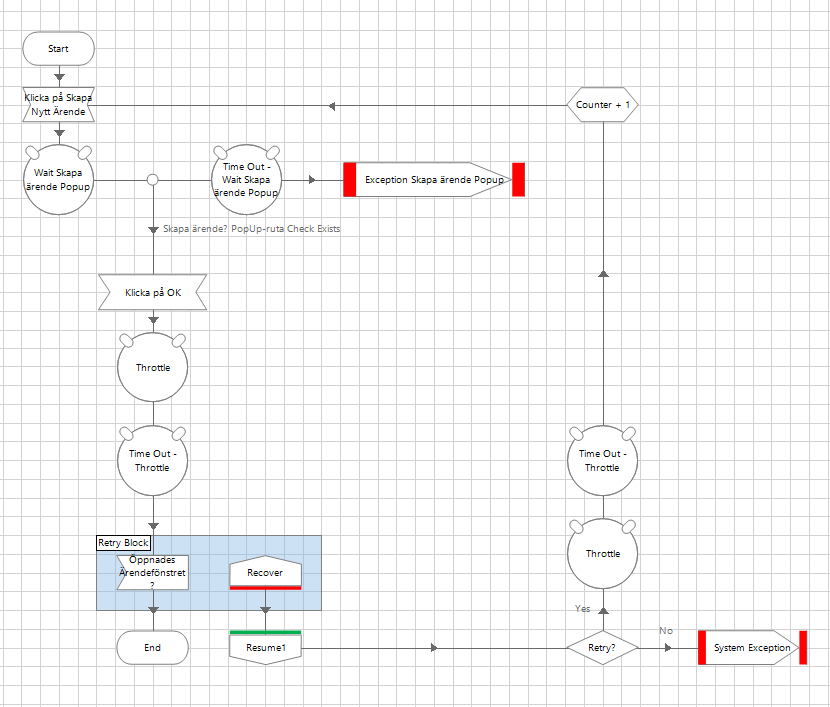 Start
Klicka på Skapa
Nytt Ärende
Counter + 1
Wait Skapa
ärende Popup
Time Out -
Wait Skapa
ärende Popup
Exception Skapa ärende Popup
Skapa ärende? PopUp-ruta Check Exists
Klicka på OK
Throttle
Time Out -
Throttle
Time Out -
Throttle
Retry Block
Öppnades
Ärendefönstret
?
Recover
Throttle
Yes
No
End
Resume1
Retry?
System Exception